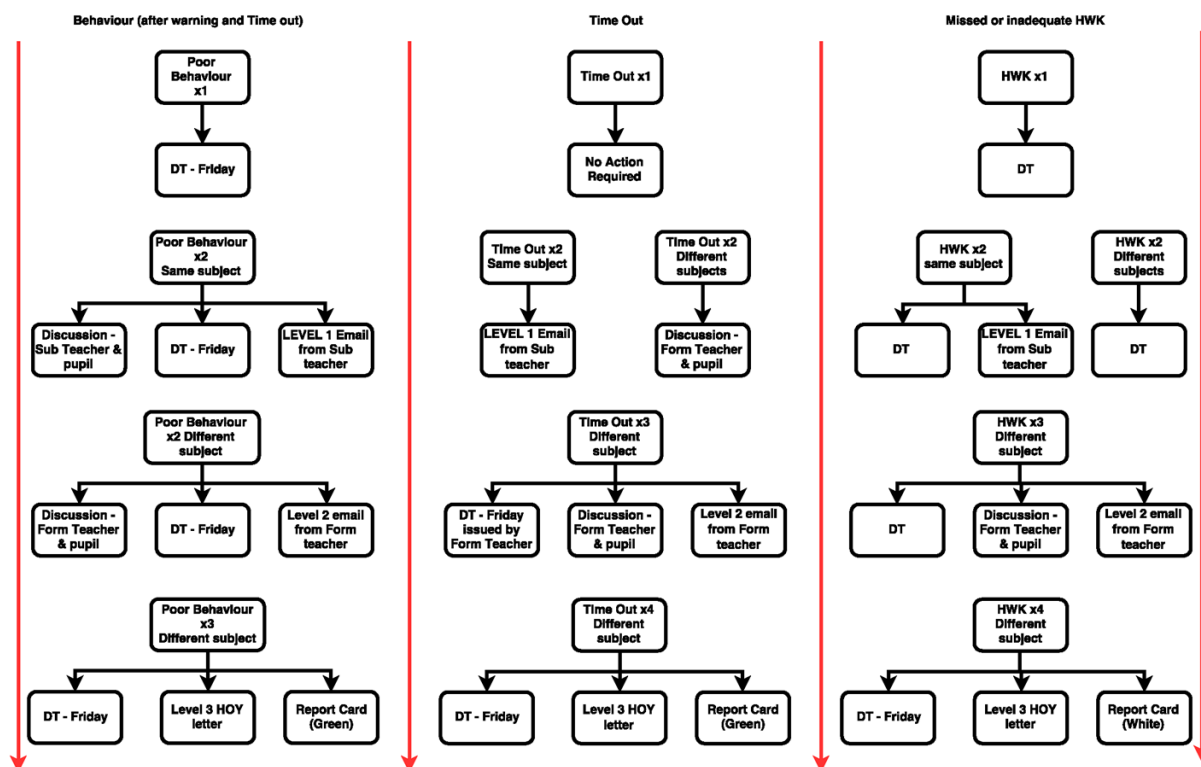 Behaviour (after warning and Time out)
Time Out
Missed or inadequate HWK
Poor
Behaviour
x1
Time Out x1
HWK x1
DT - Friday
No Action
Required
DT
Poor Behaviour
x2
Same subject
Time Out x2
Same subject
Time Out x2
Different
subjects
HWK x2
same subject
HWK x2
Different
subjects
Discussion -
Sub Teacher &
pupil
DT - Friday
LEVEL 1 Email
from Sub
teacher
LEVEL 1 Email
from Sub
teacher
Discussion -
Form Teacher
& pupil
DT
LEVEL 1 Email
from Sub
teacher
DT
Poor Behaviour
x2 Different
subject
Time Out x3
Different
subject
HWK x3
Different
subject
Discussion -
Form Teacher
& pupil
DT - Friday
Level 2 email
from Form
teacher
DT - Friday
issued by
Form Teacher
Discussion -
Form Teacher
& pupil
Level 2 email
from Form
teacher
DT
Discussion -
Form Teacher &
pupil
Level 2 email
from Form
teacher
Poor Behaviour
x3
Different subject
Time Out x4
Different
subject
HWK x4
Different
subject
DT - Friday
Level 3 HOY
letter
Report Card
(Green)
DT - Friday
Level 3 HOY
letter
Report Card
(Green)
DT - Friday
Level 3 HOY
letter
Report Card
(White)